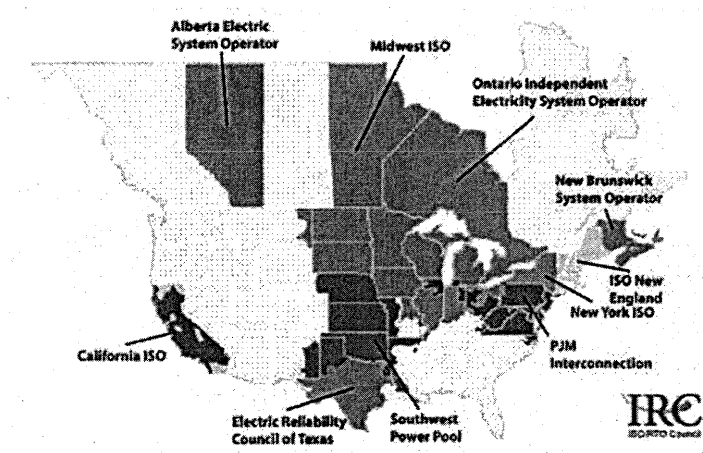 Alberta Electric
System Operator
Midwest ISO
Ontario Independent
Electricity System Operator
New Brunswick
System Operator
ISO New
England
New York ISO
PJM
Interconnection
California ISO
Electric Reliability
Council of Texas
Southwest
Power Pool
IRC
ISO/RTO Council